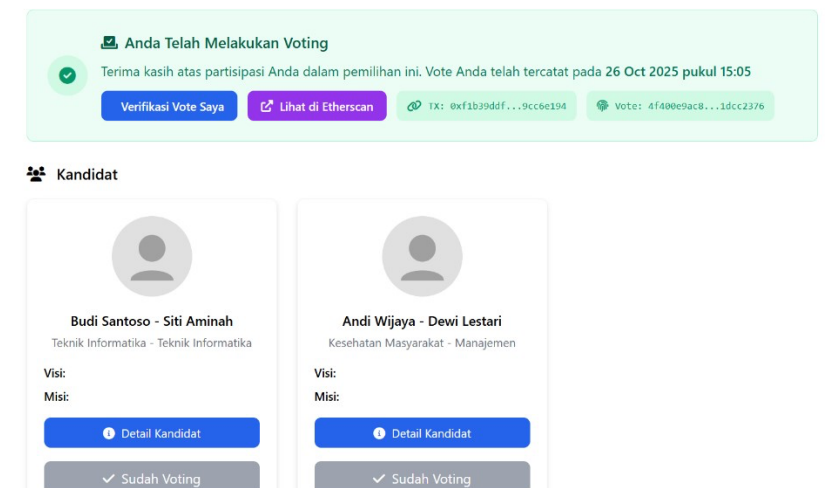 Anda Telah Melakukan Voting
Terima kasih atas partisipasi Anda dalam pemilihan ini. Vote Anda telah tercatat pada 26 Oct 2025 pukul 15:05
Verifikasi Vote Saya
Lihat di Etherscan
TX: 0xf1b39ddf...9cc6e194
Vote: 4f400e9ac8...1dcc2376
Kandidat
Budi Santoso - Siti Aminah
Teknik Informatika - Teknik Informatika
Visi:
Misi:
Detail Kandidat
Sudah Voting
Andi Wijaya - Dewi Lestari
Kesehatan Masyarakat - Manajemen
Visi:
Misi:
Detail Kandidat
Sudah Voting